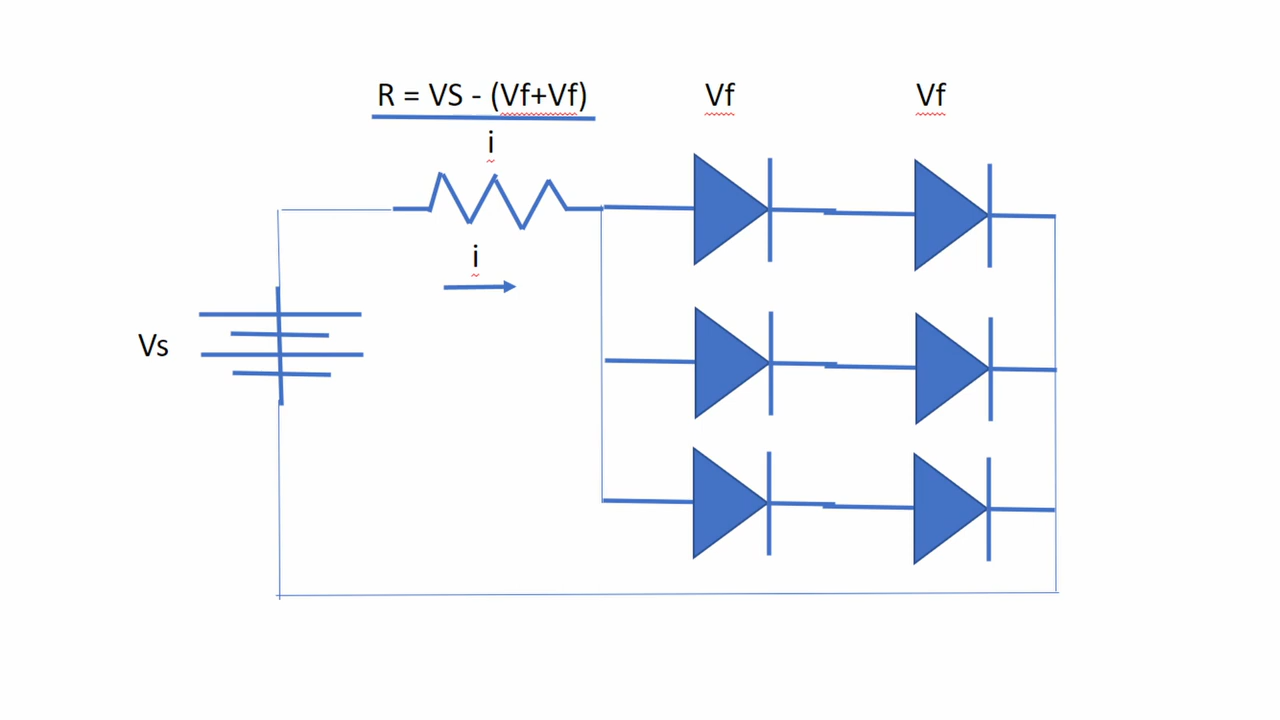 R = VS - (Vf+Vf)
Vf
Vf
i
i
Vs